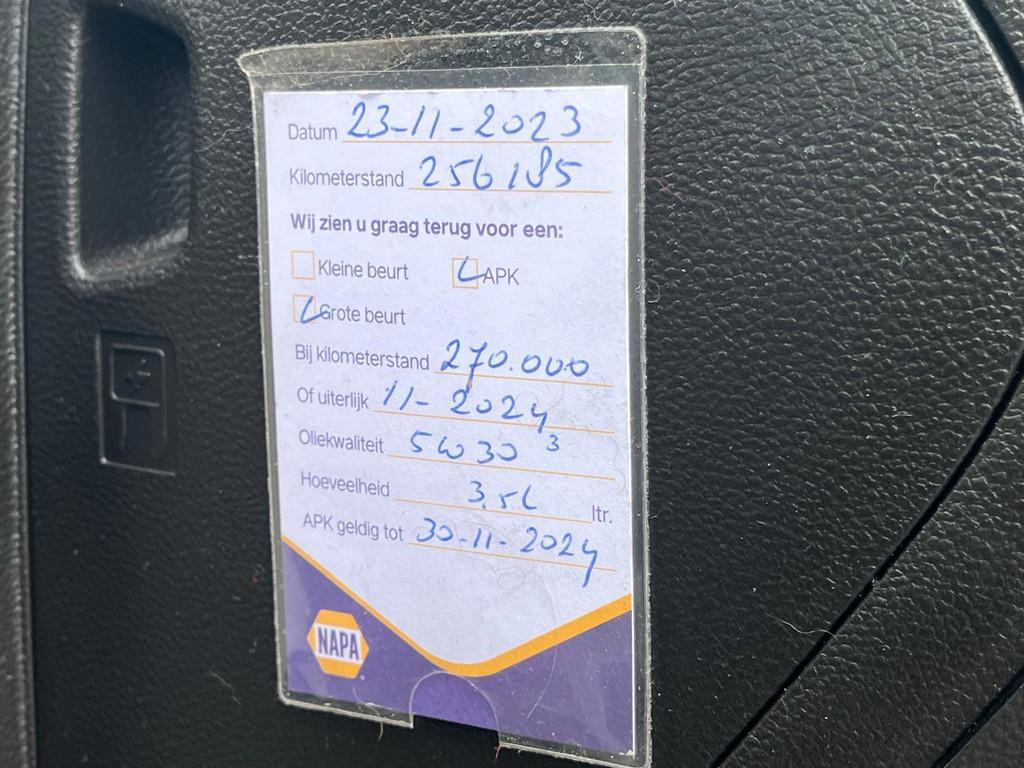 Datum 23-11-2023
Kilometerstand 256185
Wij zien u graag terug voor een:
Kleine beurt APK
Grote beurt
Bij kilometerstand 270.000
Of uiterlijk 11-2024
Oliekwaliteit 5W30 3
Hoeveelheid 3,5L ltr.
APK geldig tot 30-11-2024
NAPA